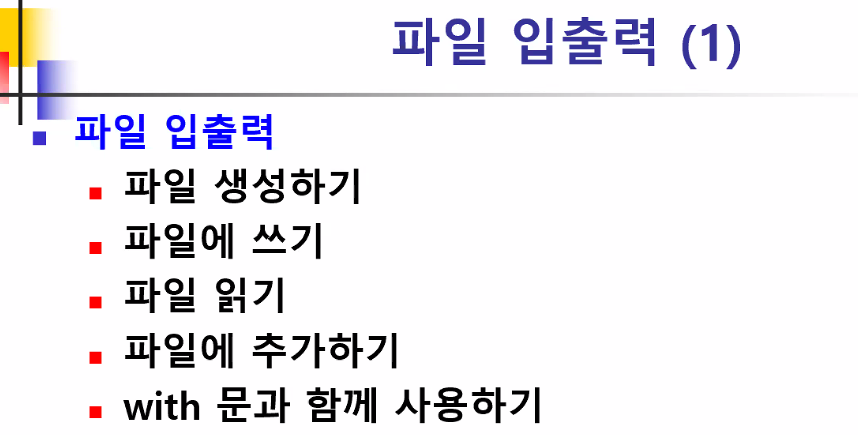 파일 입출력 (1)
파일 입출력
파일 생성하기
파일에 쓰기
파일 읽기
파일에 추가하기
with 문과 함께 사용하기